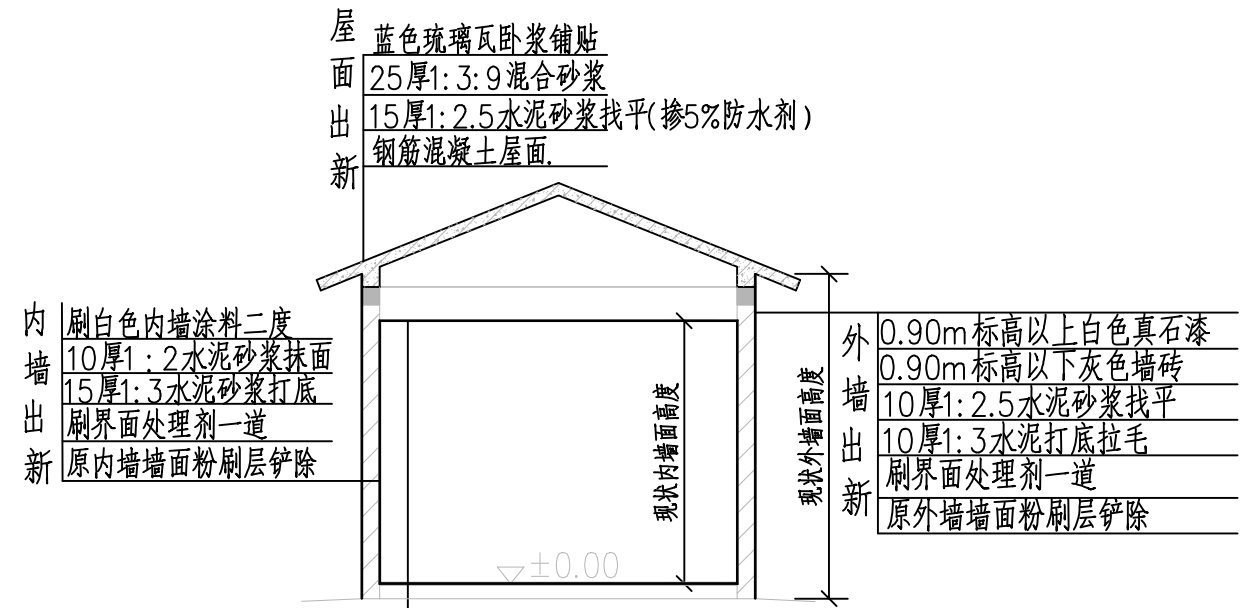 屋面出新
蓝色琉璃瓦卧浆铺贴
25厚1:3:9混合砂浆
15厚1:2.5水泥砂浆找平(掺5%防水剂)
钢筋混凝土屋面.
内墙出新
刷白色内墙涂料二度
10厚1:2水泥砂浆抹面
15厚1:3水泥砂浆打底
刷界面处理剂一道
原内墙墙面粉刷层铲除
现状内墙面高度
±0.00
现状外墙面高度
外墙出新
0.90m标高以上白色真石漆
0.90m标高以下灰色墙砖
10厚1:2.5水泥砂浆找平
10厚1:3水泥打底拉毛
刷界面处理剂一道
原外墙墙面粉刷层铲除